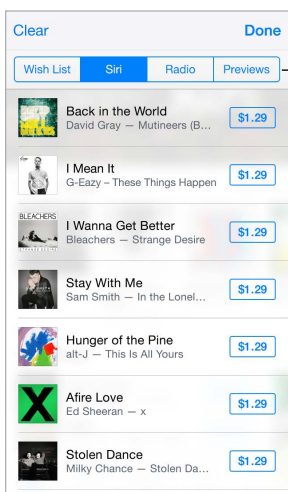 Clear Done
Wish List Siri Radio Previews
Back in the World
David Gray — Mutineers (B...
$1.29
I Mean It
G-Eazy – These Things Happen
$1.29
BLEACHERS
I Wanna Get Better
Bleachers — Strange Desire
$1.29
Stay With Me
Sam Smith — In the Lonel...
$1.29
Hunger of the Pine
alt-J — This Is All Yours
$1.29
X
Afire Love
Ed Sheeran — x
$1.29
Stolen Dance
Milky Chance — Stolen Da...
$1.29